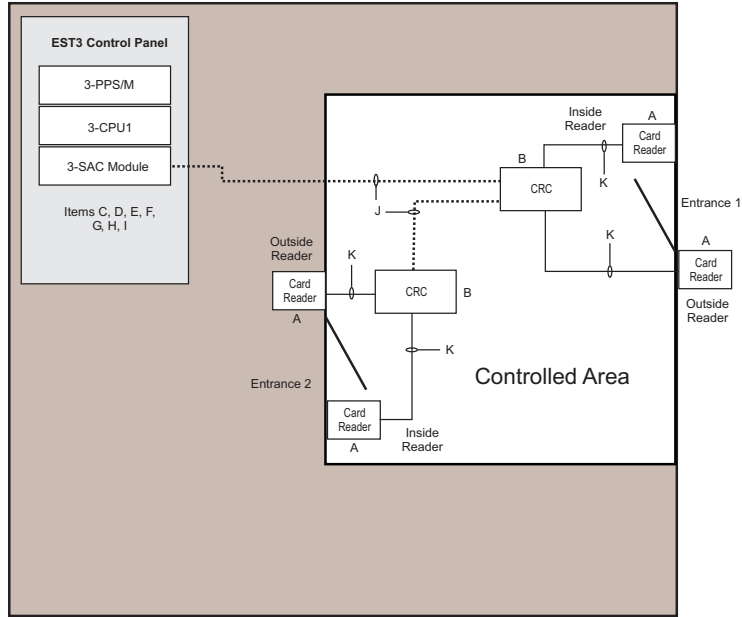 EST3 Control Panel
3-PPS/M
3-CPU1
3-SAC Module
Items C, D, E, F,
G, H, I
Inside
Reader
A
Card
Reader
B
CRC
K
Entrance 1
J
K
A
Card
Reader
Outside
Reader
Outside
Reader
K
Card
Reader
A
CRC
B
K
Entrance 2
Controlled Area
Card
Reader
A
Inside
Reader